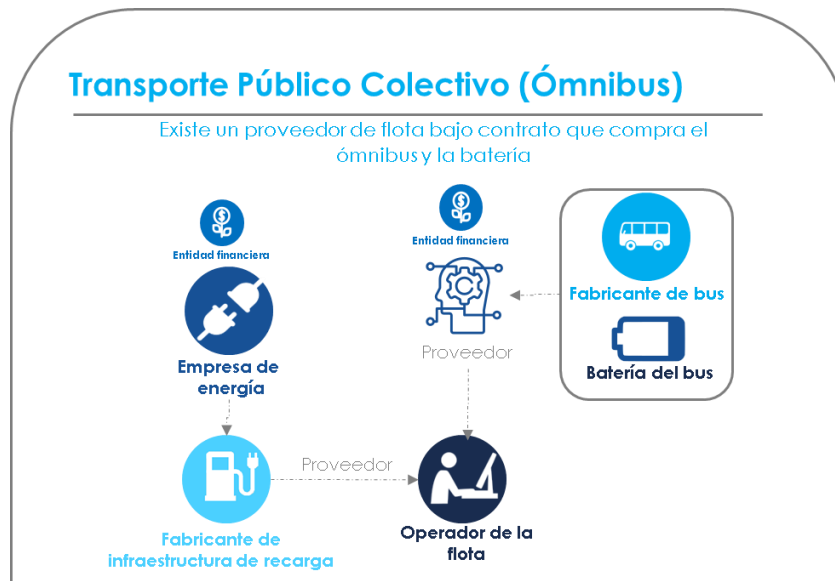 Transporte Público Colectivo (Ómnibus)
Existe un proveedor de flota bajo contrato que compra el
ómnibus y la batería
Entidad financiera
Entidad financiera
Fabricante de bus
Proveedor
Empresa de
energía
Batería del bus
Proveedor
Fabricante de
infraestructura de recarga
Operador de la
flota